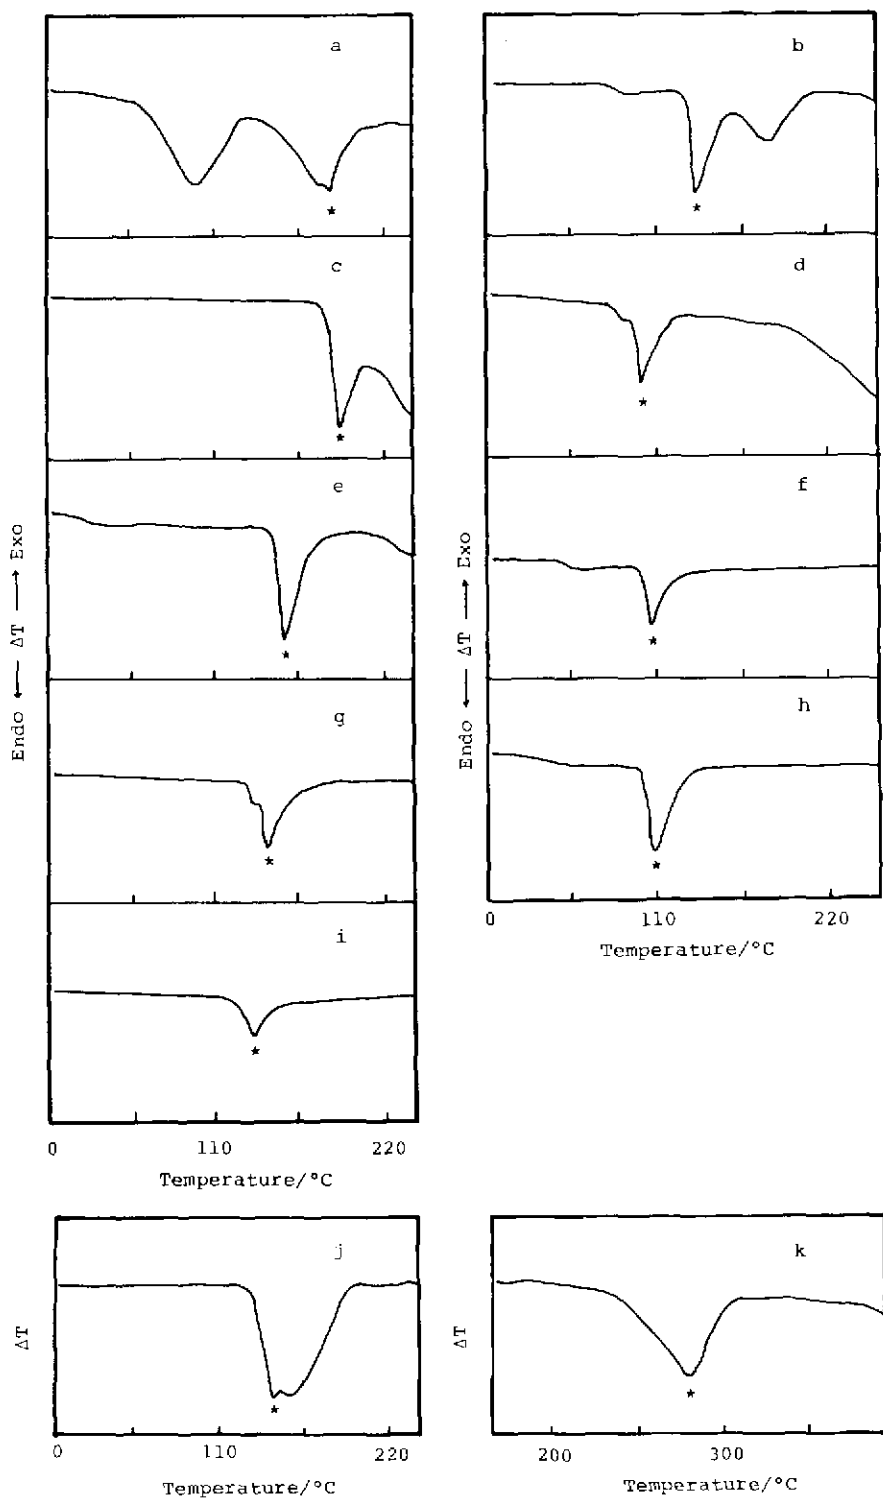 a
b
*
*
c
d
*
*
e
f
Endo ← ΔT → Exo
*
Endo ← ΔT → Exo
*
g
h
*
*
0 110 220
Temperature/°C
i
*
0 110 220
Temperature/°C
j
k
ΔT
*
ΔT
*
0 110 220
Temperature/°C
200 300
Temperature/°C